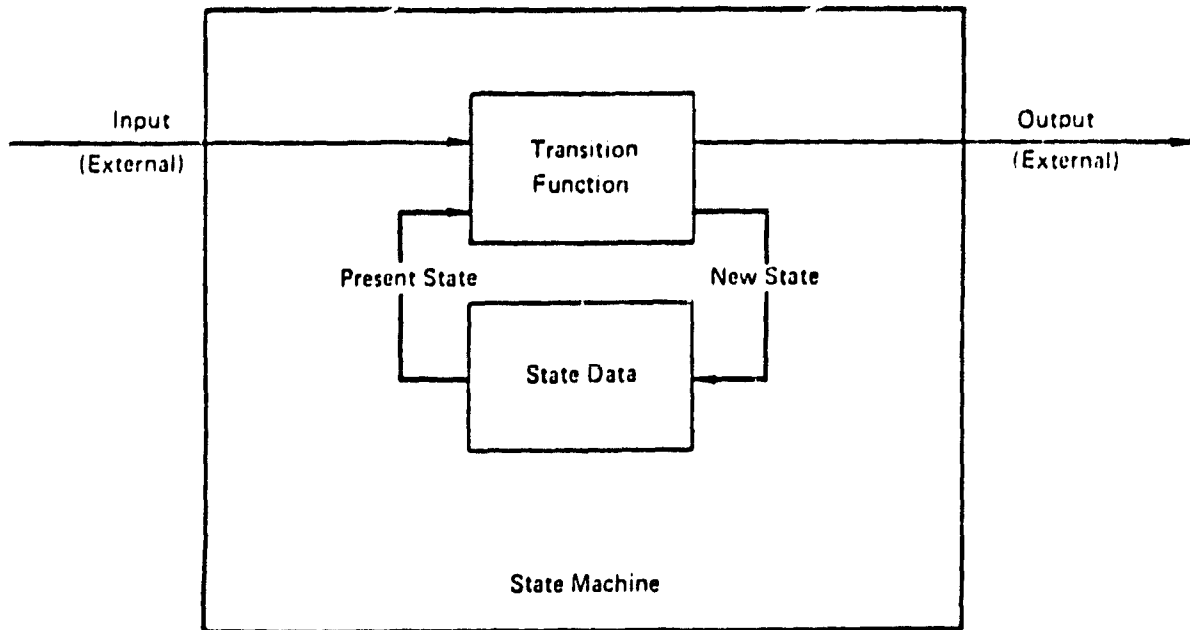 Input
(External)
Transition
Function
Output
(External)
Present State
New State
State Data
State Machine